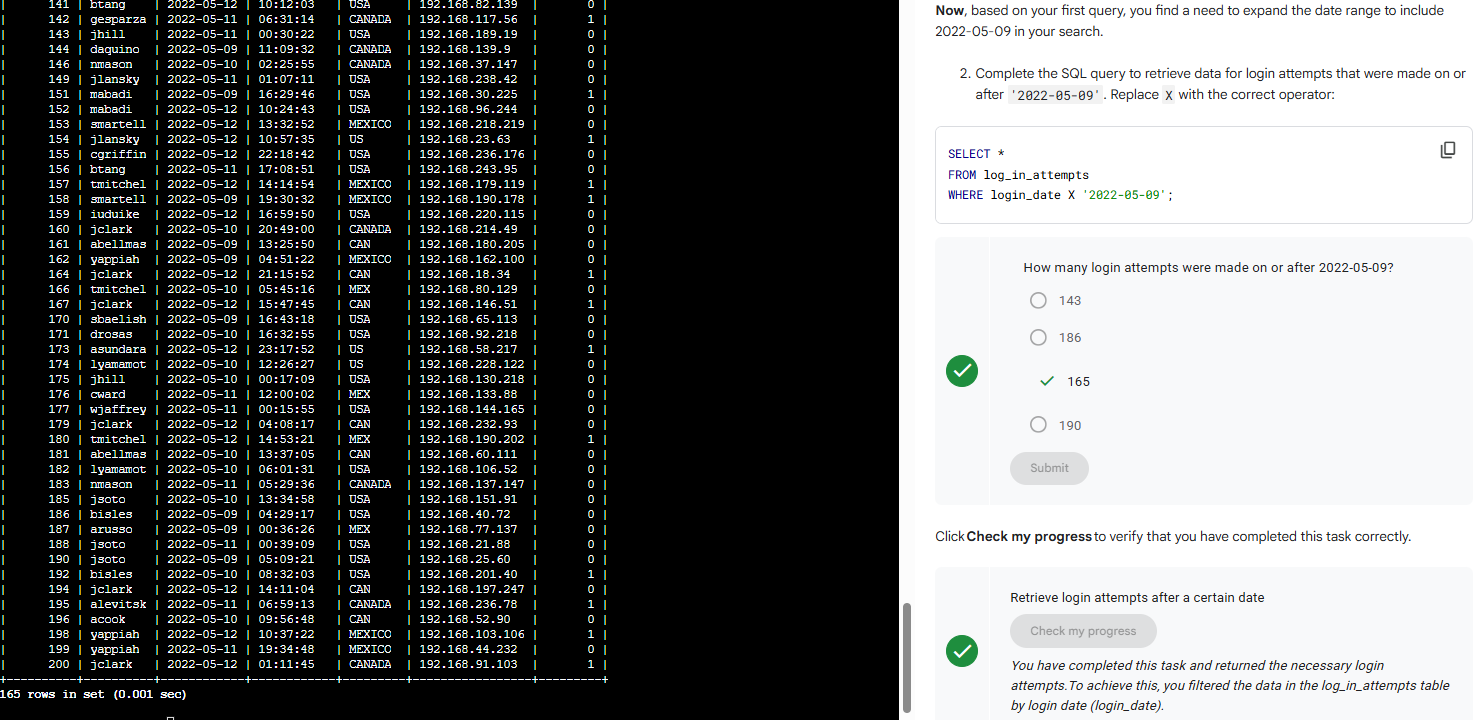 141 | btang | 2022-05-12 | 10:12:03 | USA | 192.168.82.139 | 0 |
| 142 | gesparza | 2022-05-12 | 06:31:14 | CANADA | 192.168.117.56 | 1 |
| 143 | jhill | 2022-05-11 | 00:30:22 | USA | 192.168.189.19 | 0 |
| 144 | daquino | 2022-05-09 | 11:09:32 | CANADA | 192.168.139.9 | 0 |
| 146 | nmason | 2022-05-10 | 02:25:55 | CANADA | 192.168.37.147 | 0 |
| 149 | jlansky | 2022-05-11 | 01:07:11 | USA | 192.168.238.42 | 0 |
| 151 | mabadi | 2022-05-09 | 16:29:46 | USA | 192.168.30.225 | 1 |
| 152 | mabadi | 2022-05-12 | 10:24:43 | USA | 192.168.96.244 | 0 |
| 153 | smartell | 2022-05-12 | 13:32:52 | MEXICO | 192.168.218.219 | 0 |
| 154 | jlansky | 2022-05-12 | 10:57:35 | US | 192.168.23.63 | 1 |
| 155 | cgriffin | 2022-05-12 | 22:18:42 | USA | 192.168.236.176 | 0 |
| 156 | btang | 2022-05-11 | 17:08:51 | USA | 192.168.243.95 | 0 |
| 157 | tmitchel | 2022-05-12 | 14:14:54 | MEXICO | 192.168.179.119 | 1 |
| 158 | smartell | 2022-05-09 | 19:30:32 | MEXICO | 192.168.190.178 | 1 |
| 159 | iuduike | 2022-05-12 | 16:59:50 | USA | 192.168.220.115 | 0 |
| 160 | jclark | 2022-05-10 | 20:49:00 | CANADA | 192.168.214.49 | 0 |
| 161 | abellmas | 2022-05-09 | 13:25:50 | CAN | 192.168.180.205 | 0 |
| 162 | yappiah | 2022-05-09 | 04:51:22 | MEXICO | 192.168.162.100 | 0 |
| 164 | jclark | 2022-05-12 | 21:15:52 | CAN | 192.168.18.34 | 1 |
| 166 | tmitchel | 2022-05-10 | 05:45:16 | MEX | 192.168.80.129 | 0 |
| 167 | jclark | 2022-05-12 | 15:47:45 | CAN | 192.168.146.51 | 1 |
| 170 | sbaelish | 2022-05-09 | 16:43:18 | USA | 192.168.65.113 | 0 |
| 171 | drosas | 2022-05-10 | 16:32:55 | USA | 192.168.92.218 | 0 |
| 173 | asundara | 2022-05-12 | 23:17:52 | US | 192.168.58.217 | 1 |
| 174 | lyamamot | 2022-05-10 | 12:26:27 | US | 192.168.228.122 | 0 |
| 175 | jhill | 2022-05-10 | 00:17:09 | USA | 192.168.130.218 | 0 |
| 176 | cward | 2022-05-11 | 12:00:02 | MEX | 192.168.133.88 | 0 |
| 177 | wjaffrey | 2022-05-11 | 00:15:55 | USA | 192.168.144.165 | 0 |
| 179 | jclark | 2022-05-12 | 04:08:17 | CAN | 192.168.232.93 | 0 |
| 180 | tmitchel | 2022-05-12 | 14:53:21 | MEX | 192.168.190.202 | 1 |
| 181 | abellmas | 2022-05-10 | 13:37:05 | CAN | 192.168.60.111 | 0 |
| 182 | lyamamot | 2022-05-10 | 06:01:31 | USA | 192.168.106.52 | 0 |
| 183 | nmason | 2022-05-11 | 05:29:36 | CANADA | 192.168.137.147 | 0 |
| 185 | jsoto | 2022-05-10 | 13:34:58 | USA | 192.168.151.91 | 0 |
| 186 | bisles | 2022-05-09 | 04:29:17 | USA | 192.168.40.72 | 0 |
| 187 | arusso | 2022-05-09 | 00:36:26 | MEX | 192.168.77.137 | 0 |
| 188 | jsoto | 2022-05-11 | 00:39:09 | USA | 192.168.21.88 | 0 |
| 190 | jsoto | 2022-05-09 | 05:09:21 | USA | 192.168.25.60 | 0 |
| 192 | bisles | 2022-05-10 | 08:32:03 | USA | 192.168.201.40 | 1 |
| 194 | jclark | 2022-05-12 | 14:11:04 | CAN | 192.168.197.247 | 0 |
| 195 | alevitsk | 2022-05-11 | 06:59:13 | CANADA | 192.168.236.78 | 1 |
| 196 | acook | 2022-05-10 | 09:56:48 | CAN | 192.168.52.90 | 0 |
| 198 | yappiah | 2022-05-12 | 10:37:22 | MEXICO | 192.168.103.106 | 1 |
| 199 | yappiah | 2022-05-11 | 19:34:48 | MEXICO | 192.168.44.232 | 0 |
| 200 | jclark | 2022-05-12 | 01:11:45 | CANADA | 192.168.91.103 | 1 |
165 rows in set (0.001 sec)
Now, based on your first query, you find a need to expand the date range to include
2022-05-09 in your search.
2. Complete the SQL query to retrieve data for login attempts that were made on or
after '2022-05-09'. Replace X with the correct operator:
SELECT *
FROM log_in_attempts
WHERE login_date X '2022-05-09';
How many login attempts were made on or after 2022-05-09?
143
186
165
190
Submit
Click Check my progress to verify that you have completed this task correctly.
Retrieve login attempts after a certain date
Check my progress
You have completed this task and returned the necessary login
attempts.To achieve this, you filtered the data in the log_in_attempts table
by login date (login_date).